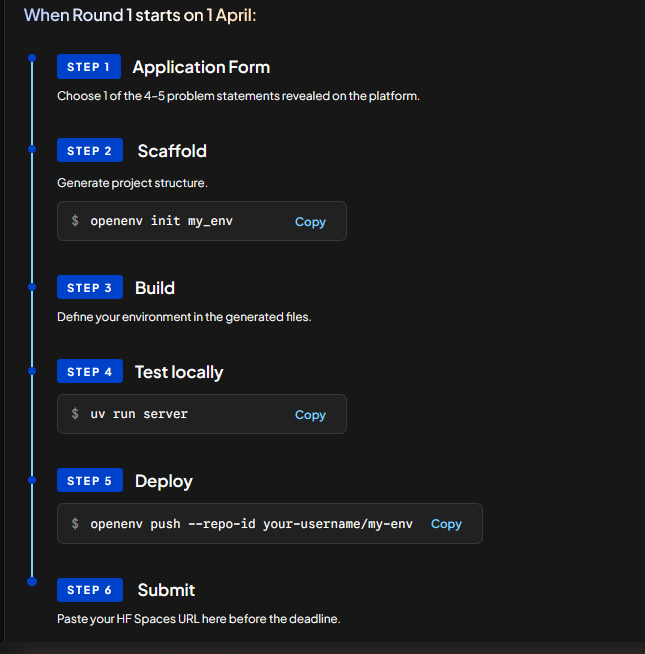 When Round 1 starts on 1 April:
STEP 1 Application Form
Choose 1 of the 4–5 problem statements revealed on the platform.
STEP 2 Scaffold
Generate project structure.
$ openenv init my_env Copy
STEP 3 Build
Define your environment in the generated files.
STEP 4 Test locally
$ uv run server Copy
STEP 5 Deploy
$ openenv push --repo-id your-username/my-env Copy
STEP 6 Submit
Paste your HF Spaces URL here before the deadline.